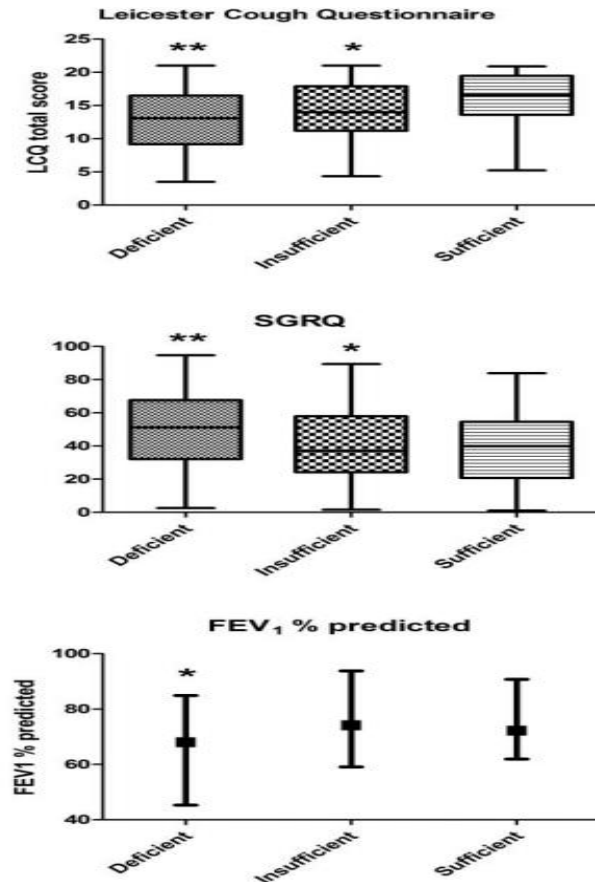 Leicester Cough Questionnaire
25
20
15
10
5
0
LCQ total score
** *
Deficient Insufficient Sufficient
SGRQ
100
80
60
40
20
0
** *
Deficient Insufficient Sufficient
FEV₁ % predicted
100
80
60
40
FEV1 % predicted
*
Deficient Insufficient Sufficient